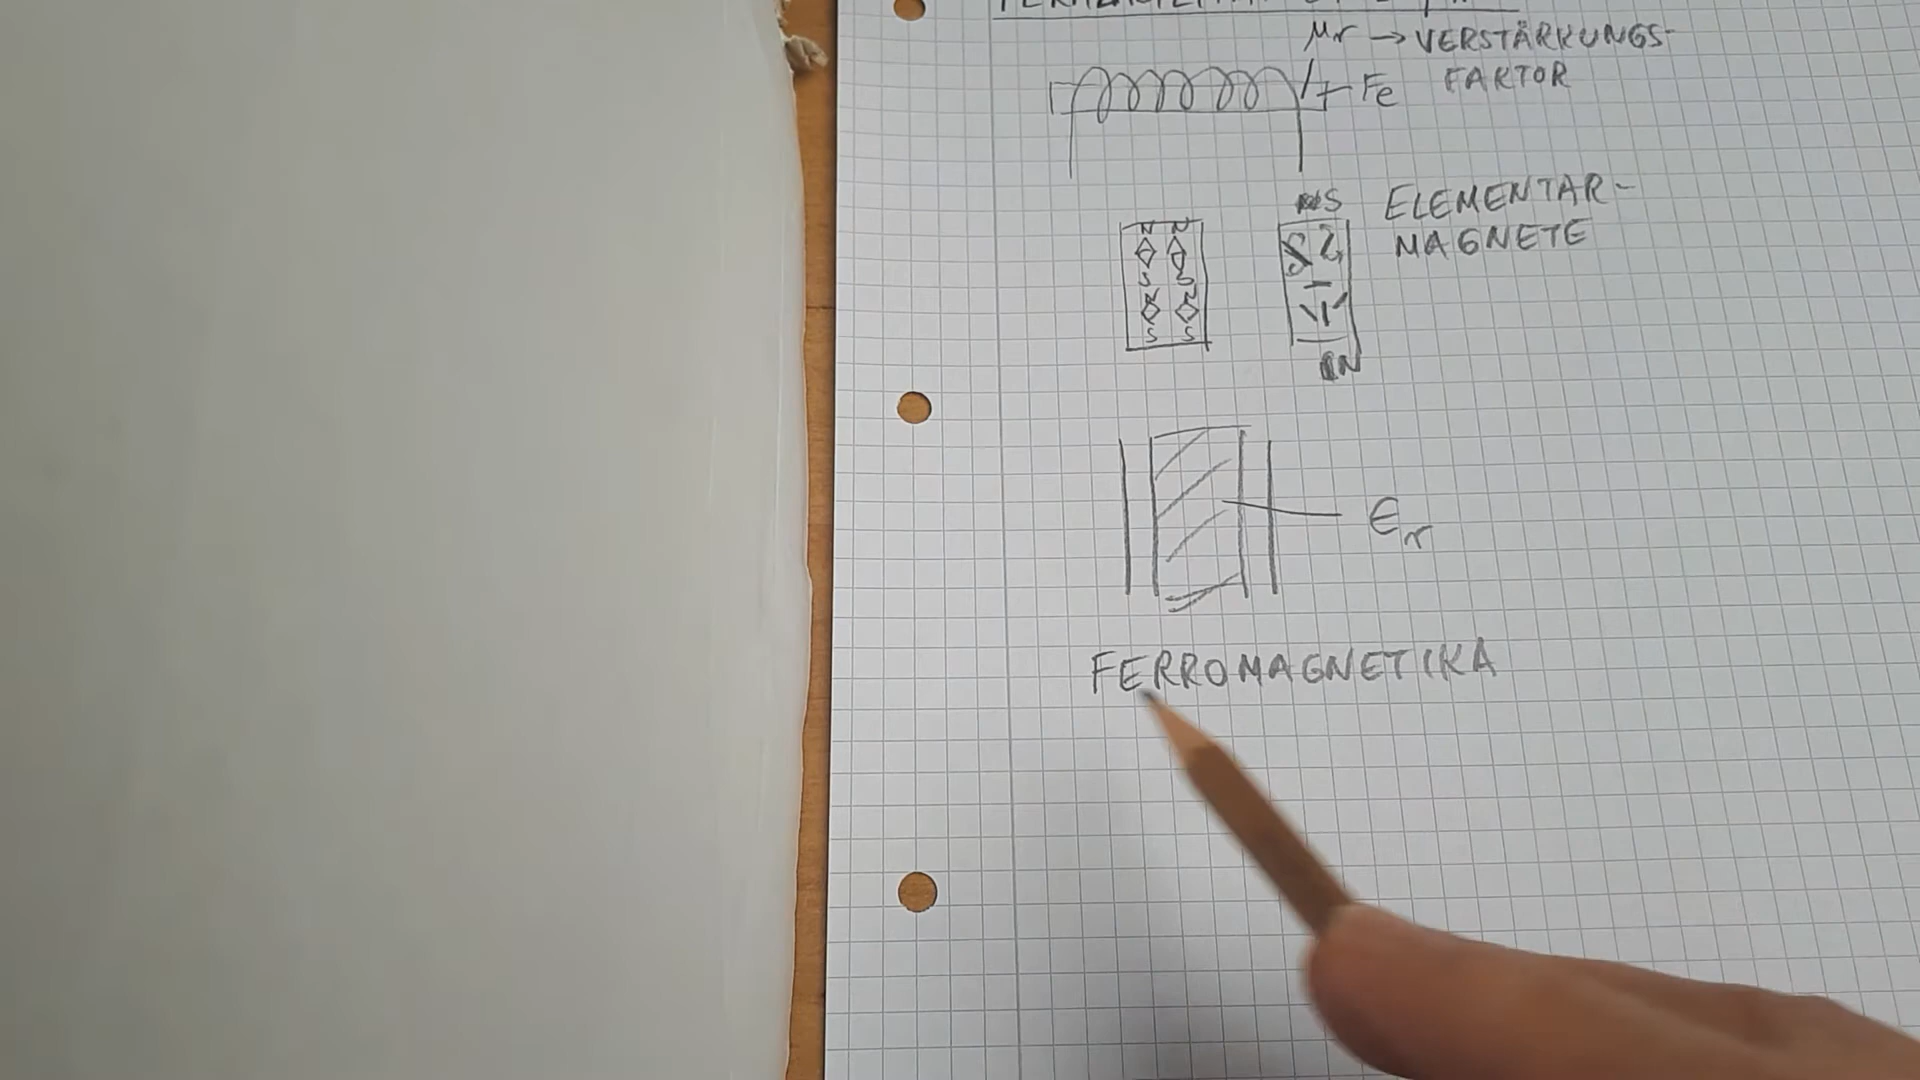 μr → VERSTÄRKUNGS-
FAKTOR
Fe
S
ELEMENTAR-
MAGNETE
N N
S S
N N
S S
N
εr
FERROMAGNETIKA